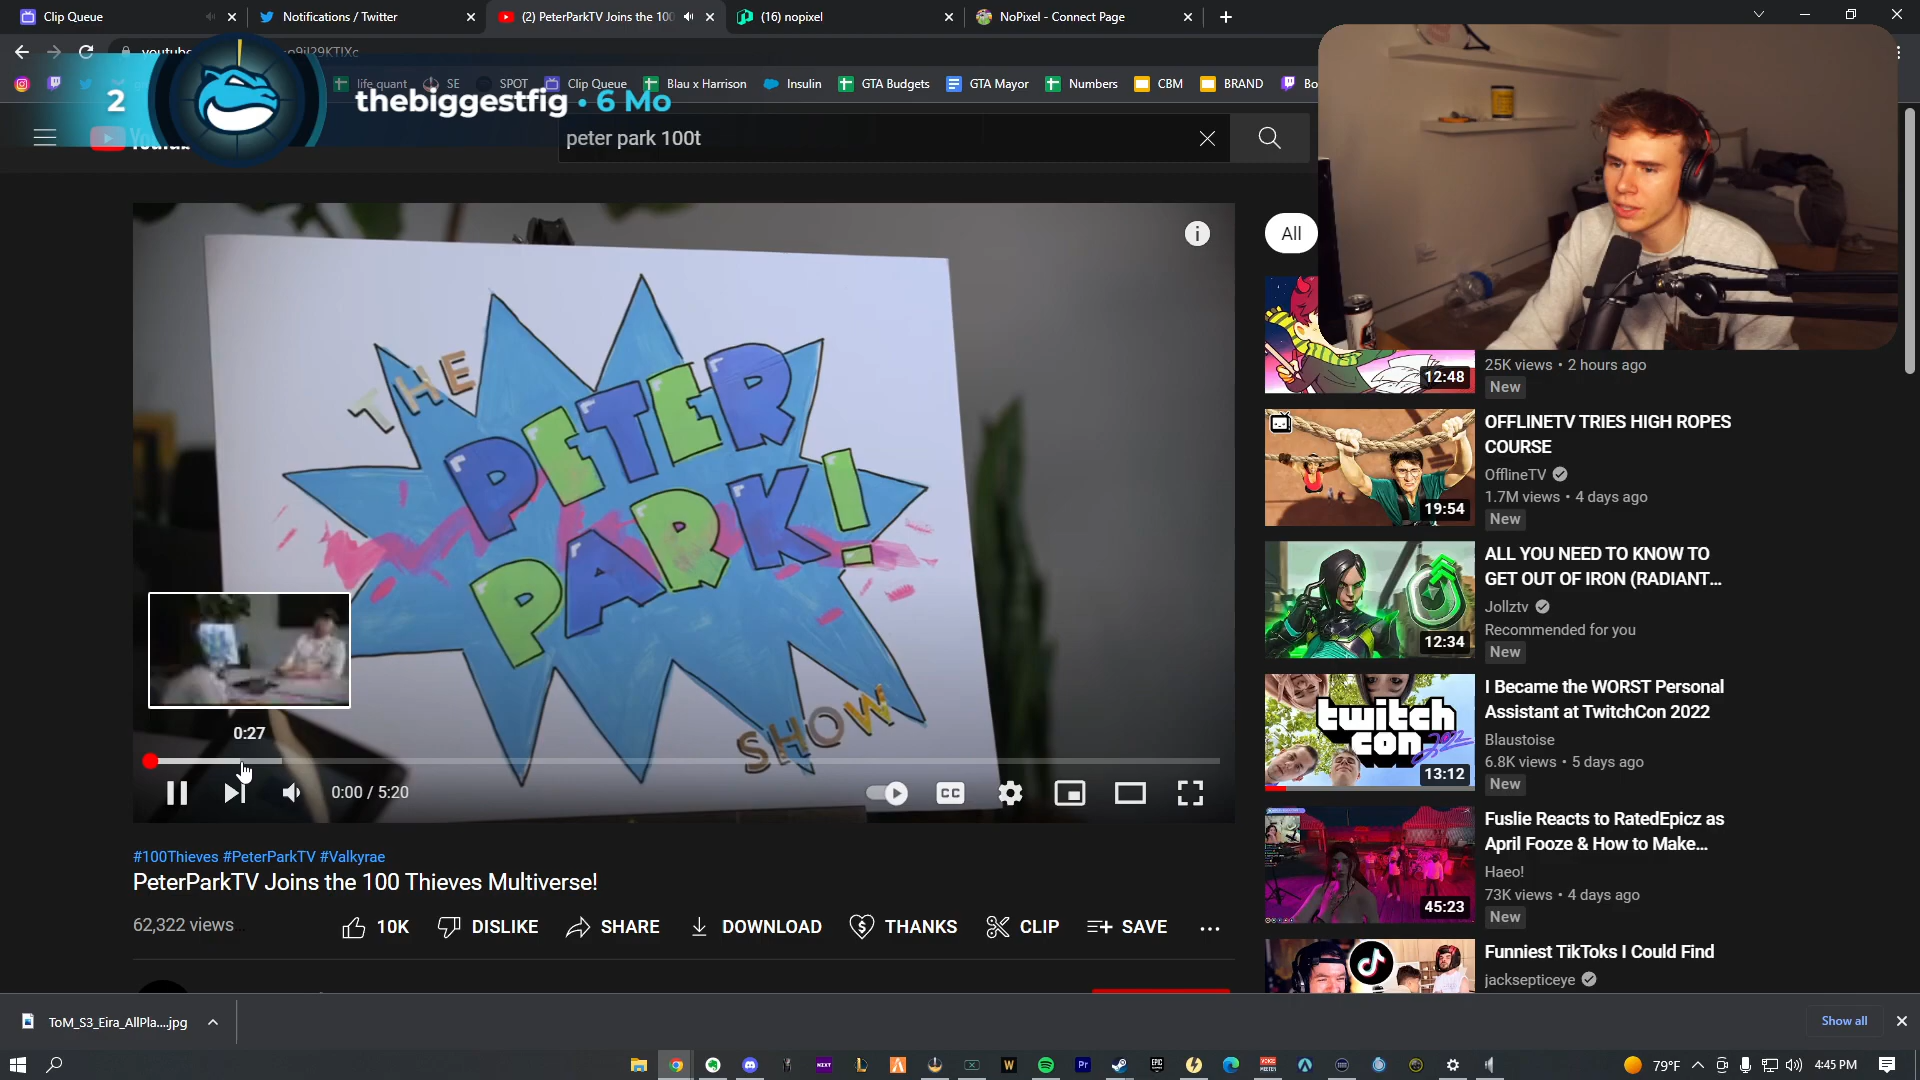 Clip Queue
Notifications / Twitter
(2) PeterParkTV Joins the 100
(16) nopixel
NoPixel - Connect Page
life quant
SE
SPOT
Clip Queue
Blau x Harrison
Insulin
GTA Budgets
GTA Mayor
Numbers
CBM
BRAND
Bo
2
thebiggestfig • 6 Mo
peter park 100t
All
THE
PETER
PARK!
SHOW
0:27
0:00 / 5:20
CC
#100Thieves #PeterParkTV #Valkyrae
PeterParkTV Joins the 100 Thieves Multiverse!
62,322 views
10K
DISLIKE
SHARE
DOWNLOAD
THANKS
CLIP
SAVE
12:48
25K views • 2 hours ago
New
19:54
OFFLINETV TRIES HIGH ROPES
COURSE
OfflineTV
1.7M views • 4 days ago
New
12:34
ALL YOU NEED TO KNOW TO
GET OUT OF IRON (RADIANT...
Jollztv
Recommended for you
New
twitch
con
2022
13:12
I Became the WORST Personal
Assistant at TwitchCon 2022
Blaustoise
6.8K views • 5 days ago
New
45:23
Fuslie Reacts to RatedEpicz as
April Fooze & How to Make...
Haeo!
73K views • 4 days ago
New
Funniest TikToks I Could Find
jacksepticeye
ToM_S3_Eira_AllPla....jpg
Show all
79°F
4:45 PM